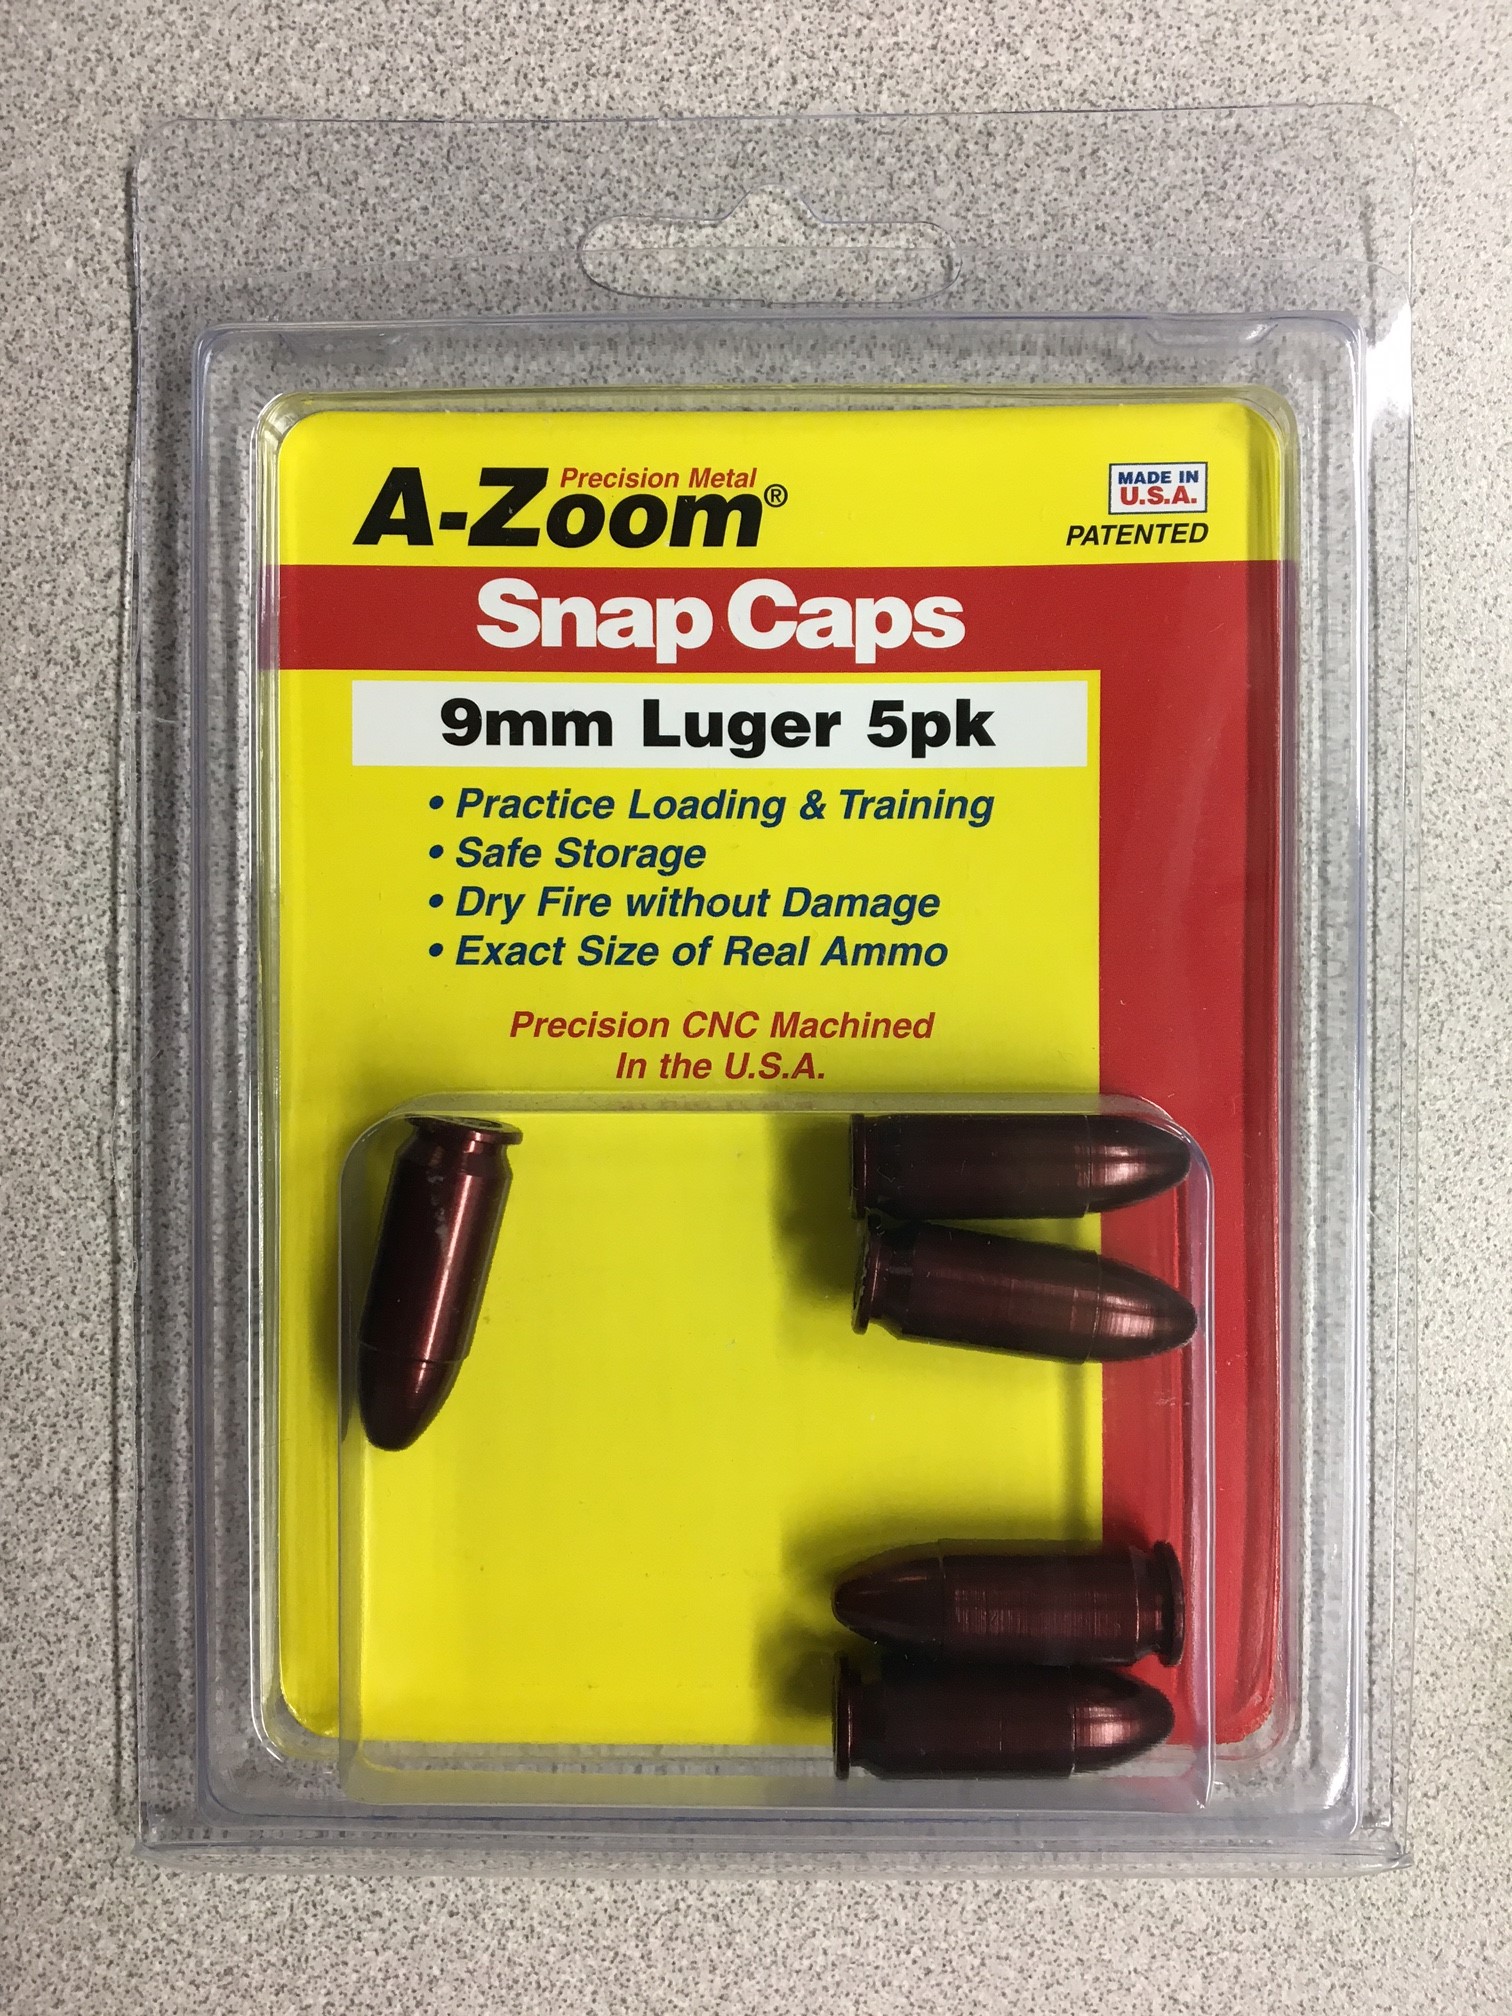 Precision Metal
A-Zoom®
MADE IN
U.S.A.
PATENTED
Snap Caps
9mm Luger 5pk
• Practice Loading & Training
• Safe Storage
• Dry Fire without Damage
• Exact Size of Real Ammo
Precision CNC Machined
In the U.S.A.